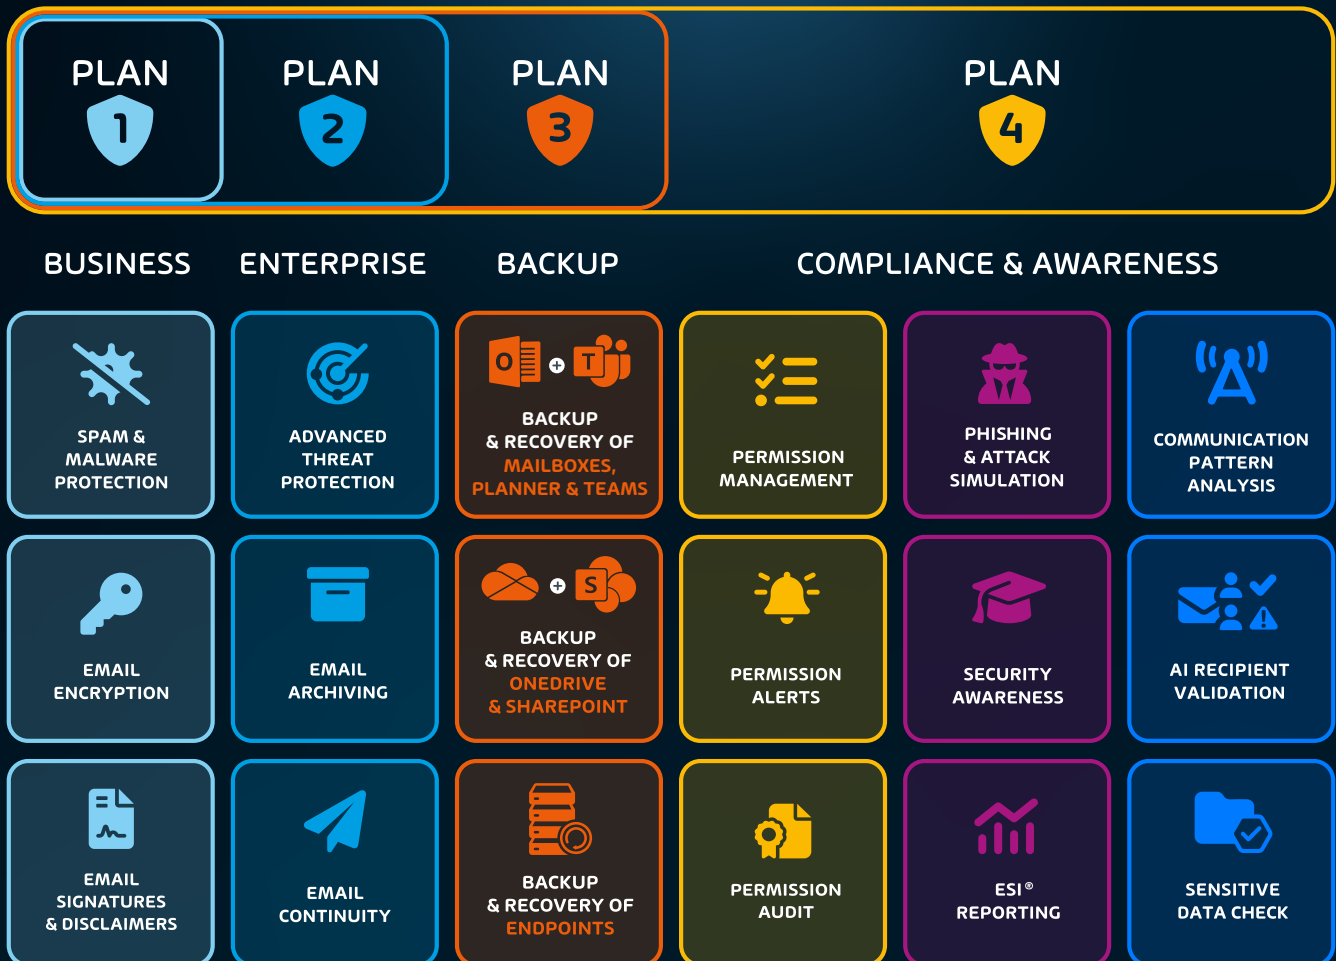 PLAN
1
PLAN
2
PLAN
3
PLAN
4
BUSINESS
ENTERPRISE
BACKUP
COMPLIANCE & AWARENESS
SPAM &
MALWARE
PROTECTION
ADVANCED
THREAT
PROTECTION
O
T
BACKUP
& RECOVERY OF
MAILBOXES,
PLANNER & TEAMS
PERMISSION
MANAGEMENT
PHISHING
& ATTACK
SIMULATION
COMMUNICATION
PATTERN
ANALYSIS
EMAIL
ENCRYPTION
EMAIL
ARCHIVING
S
BACKUP
& RECOVERY OF
ONEDRIVE
& SHAREPOINT
PERMISSION
ALERTS
SECURITY
AWARENESS
AI RECIPIENT
VALIDATION
EMAIL
SIGNATURES
& DISCLAIMERS
EMAIL
CONTINUITY
BACKUP
& RECOVERY OF
ENDPOINTS
PERMISSION
AUDIT
ESI®
REPORTING
SENSITIVE
DATA CHECK